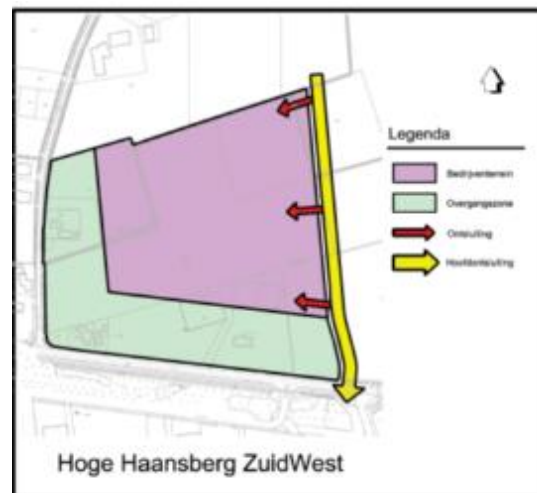 Legenda
Bedrijventerrein
Overgangszone
Ontsluiting
Hoofdontsluiting
Hoge Haansberg ZuidWest